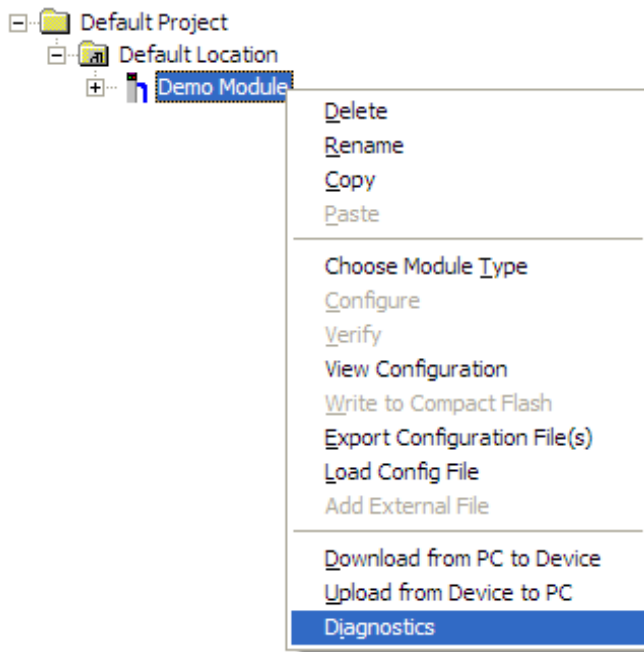 Default Project
Default Location
Demo Module
Delete
Rename
Copy
Paste
Choose Module Type
Configure
Verify
View Configuration
Write to Compact Flash
Export Configuration File(s)
Load Config File
Add External File
Download from PC to Device
Upload from Device to PC
Diagnostics